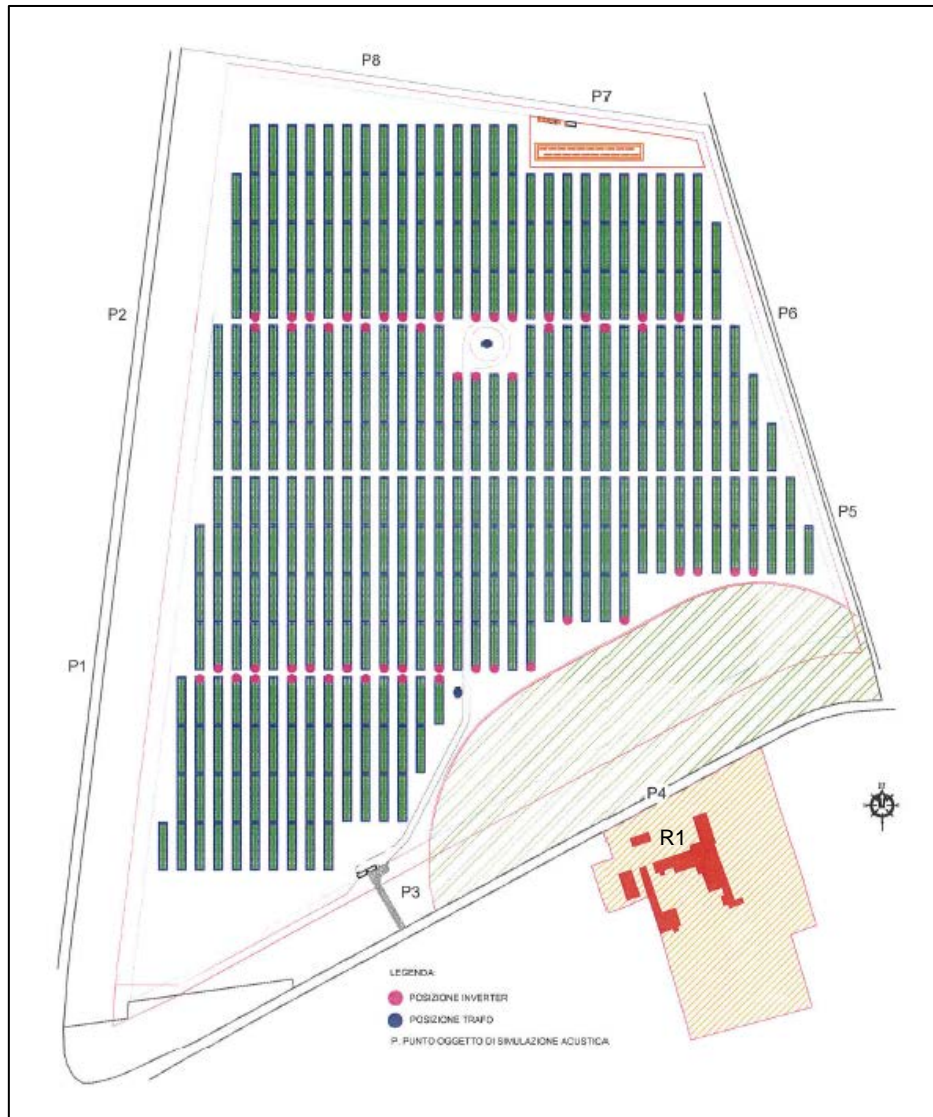 P8
P7
P2
P6
P5
P1
P4
R1
P3
LEGENDA:
POSIZIONE INVERTER
POSIZIONE TRAFO
P. PUNTO OGGETTO DI SIMULAZIONE ACUSTICA